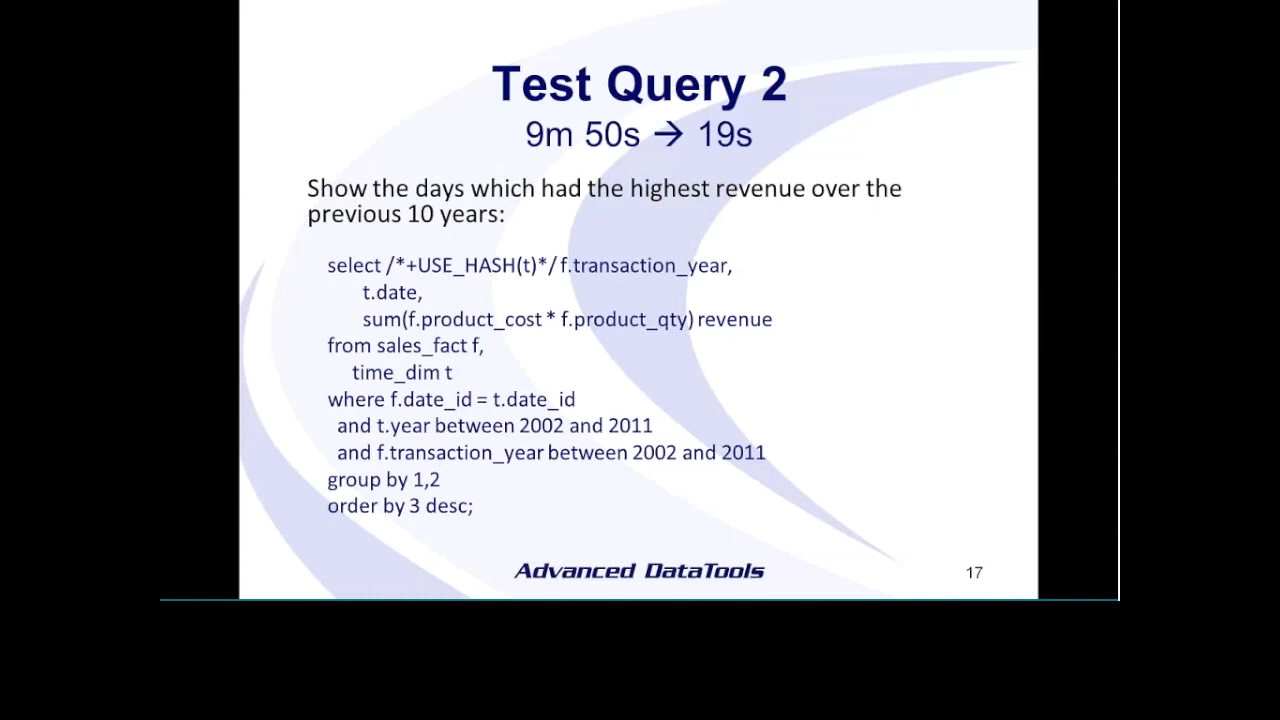 Test Query 2
9m 50s → 19s
Show the days which had the highest revenue over the
previous 10 years:
select /*+USE_HASH(t)*/ f.transaction_year,
t.date,
sum(f.product_cost * f.product_qty) revenue
from sales_fact f,
time_dim t
where f.date_id = t.date_id
and t.year between 2002 and 2011
and f.transaction_year between 2002 and 2011
group by 1,2
order by 3 desc;
Advanced DataTools
17